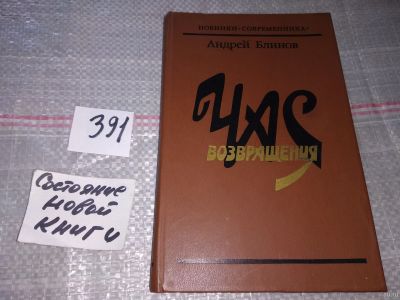 НОВИНКИ «СОВРЕМЕННИКА»
Андрей Блинов
ЧАС
ВОЗВРАЩЕНИЯ
391
Состояние
новой
книги